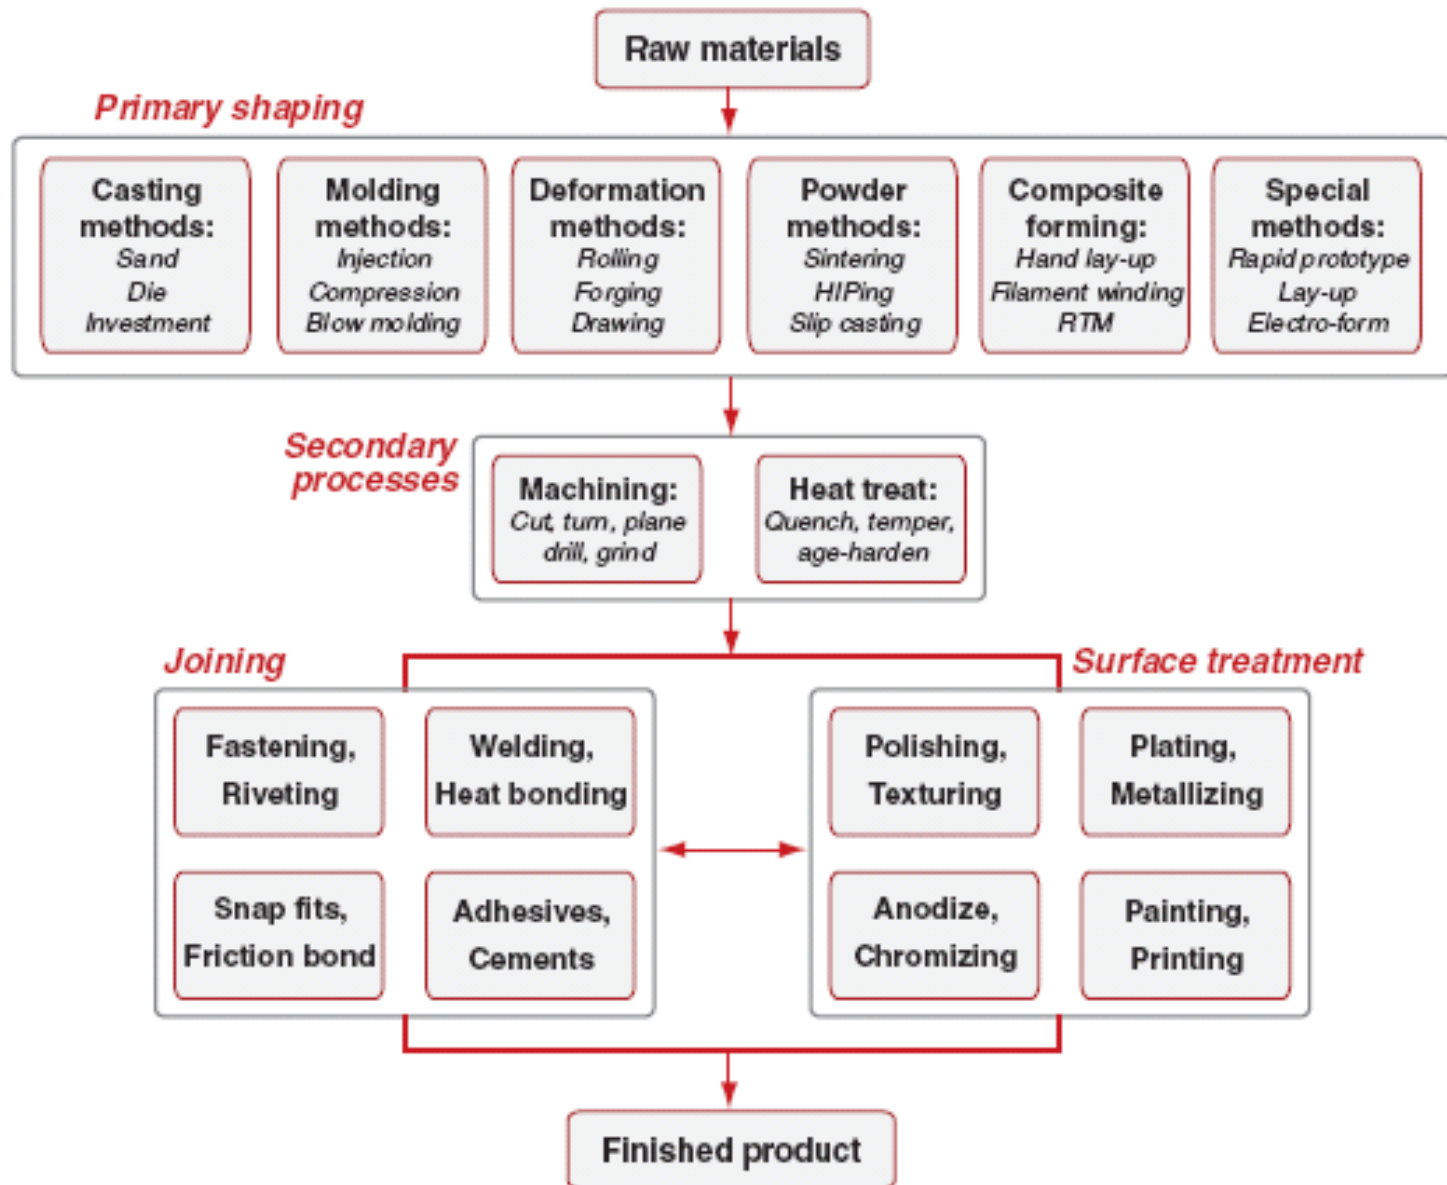 Raw materials
Primary shaping
Casting
methods:
Sand
Die
Investment
Molding
methods:
Injection
Compression
Blow molding
Deformation
methods:
Rolling
Forging
Drawing
Powder
methods:
Sintering
HIPing
Slip casting
Composite
forming:
Hand lay-up
Filament winding
RTM
Special
methods:
Rapid prototype
Lay-up
Electro-form
Secondary
processes
Machining:
Cut, turn, plane
drill, grind
Heat treat:
Quench, temper,
age-harden
Joining
Fastening,
Riveting
Welding,
Heat bonding
Snap fits,
Friction bond
Adhesives,
Cements
Surface treatment
Polishing,
Texturing
Plating,
Metallizing
Anodize,
Chromizing
Painting,
Printing
Finished product